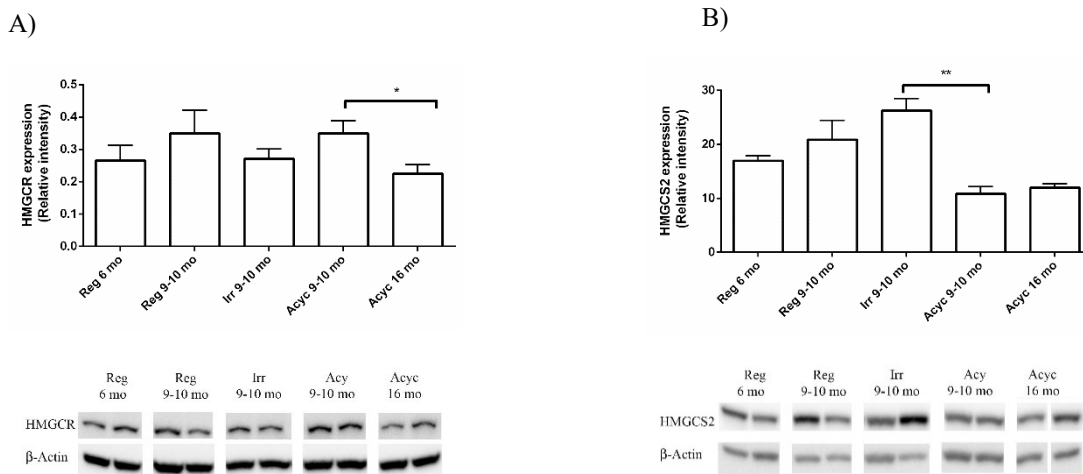 A)
HMGCR expression
(Relative intensity)
0.5
0.4
0.3
0.2
0.1
0.0
*
Reg 6 mo
Reg 9-10 mo
Irr 9-10 mo
Acyc 9-10 mo
Acyc 16 mo
Reg
6 mo
Reg
9-10 mo
Irr
9-10 mo
Acy
9-10 mo
Acyc
16 mo
HMGCR
β-Actin
B)
HMGCS2 expression
(Relative intensity)
30
20
10
0
**
Reg 6 mo
Reg 9-10 mo
Irr 9-10 mo
Acyc 9-10 mo
Acyc 16 mo
Reg
6 mo
Reg
9-10 mo
Irr
9-10 mo
Acy
9-10 mo
Acyc
16 mo
HMGCS2
β-Actin